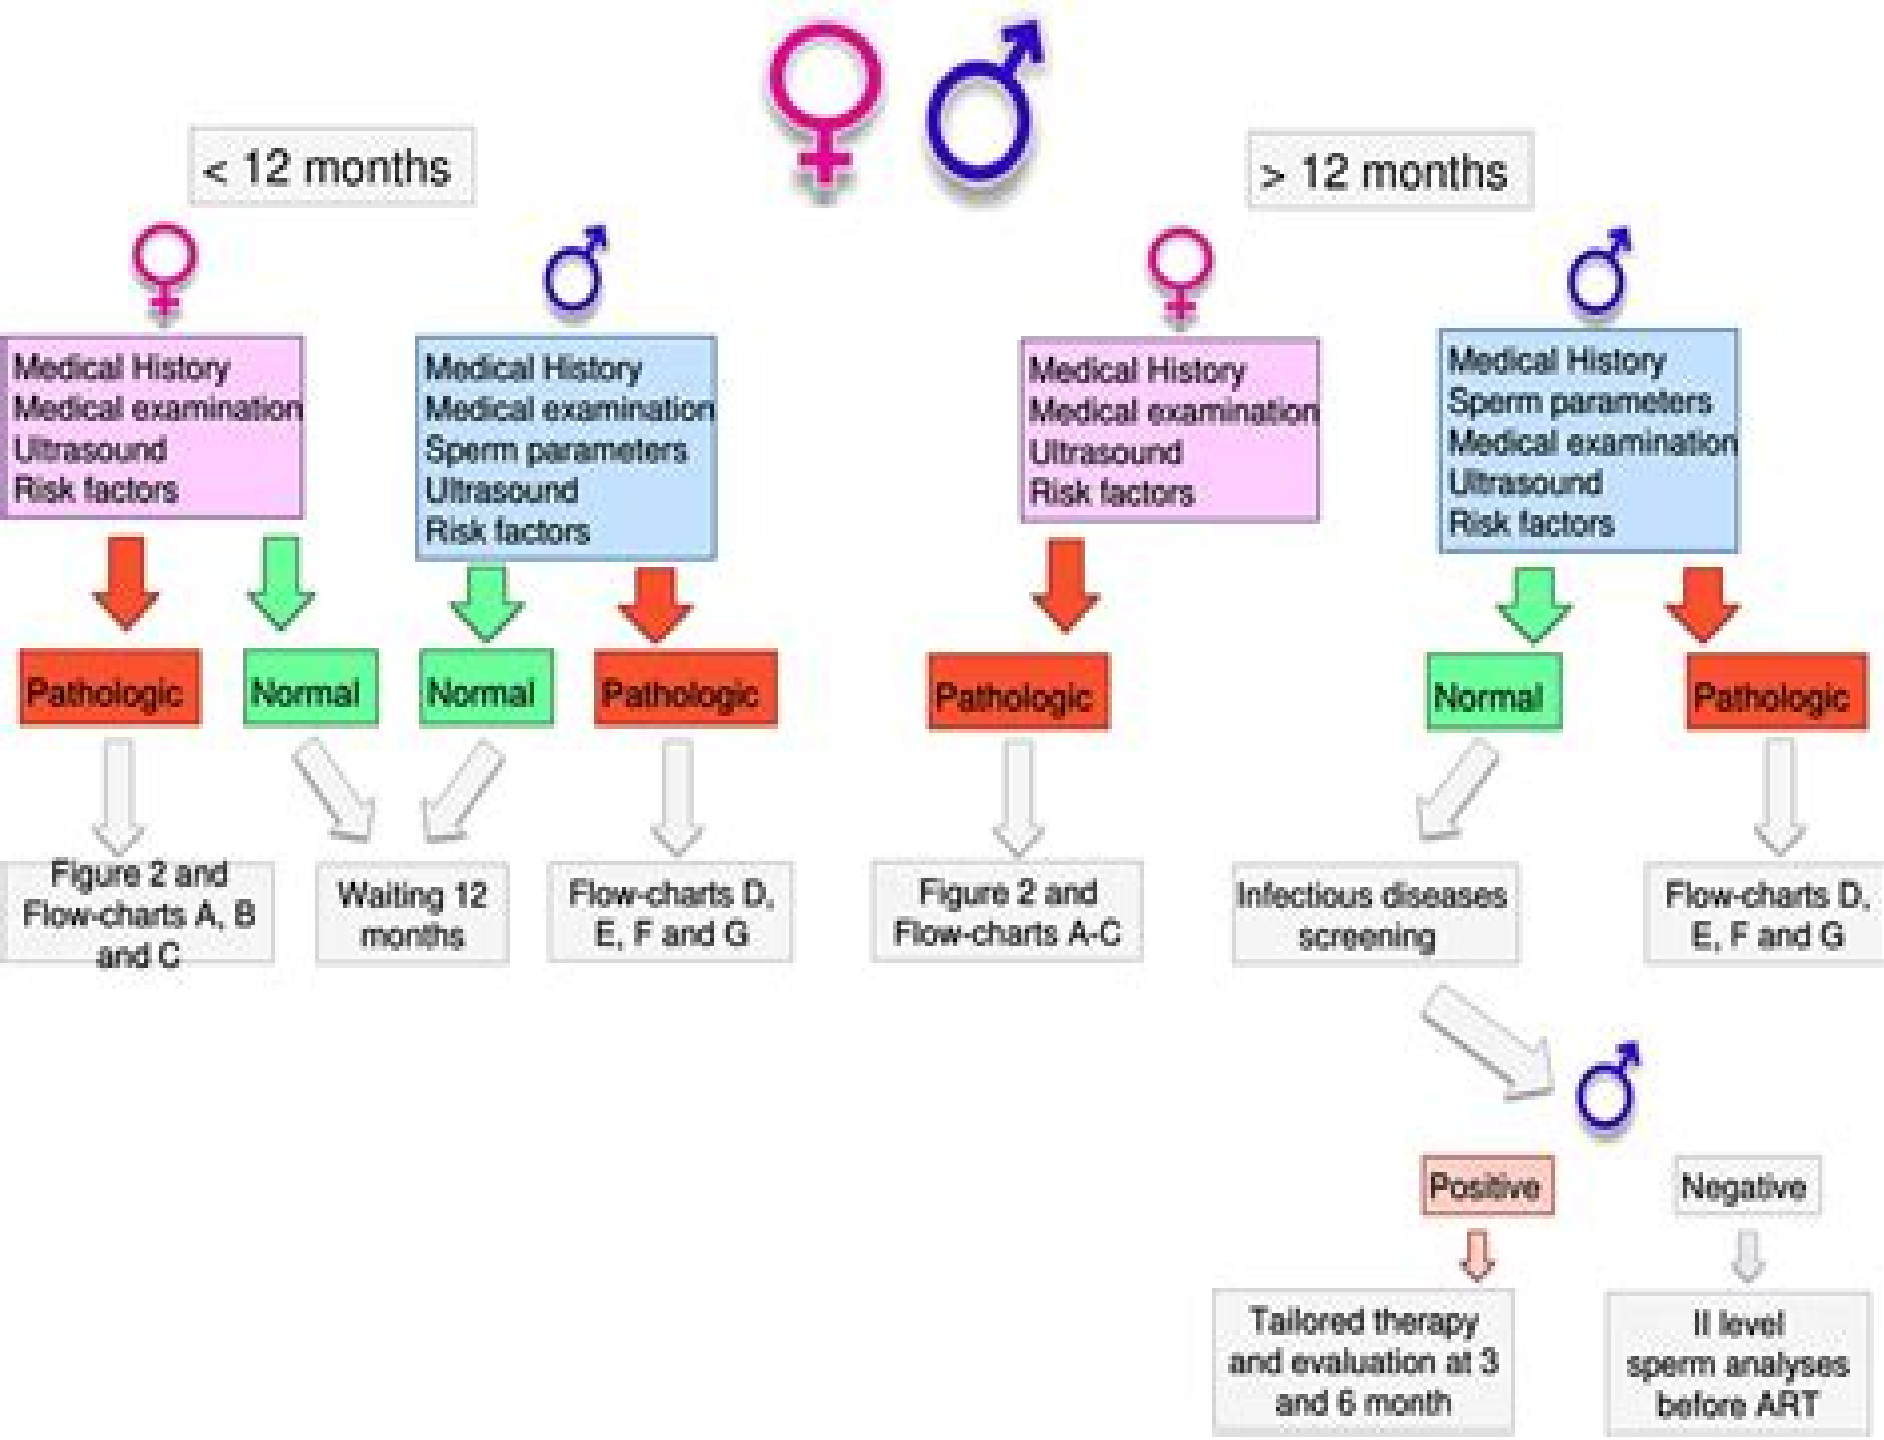 < 12 months
> 12 months
Medical History
Medical examination
Ultrasound
Risk factors
Medical History
Medical examination
Sperm parameters
Ultrasound
Risk factors
Medical History
Medical examination
Ultrasound
Risk factors
Medical History
Sperm parameters
Medical examination
Ultrasound
Risk factors
Pathologic
Normal
Normal
Pathologic
Pathologic
Normal
Pathologic
Figure 2 and
Flow-charts A, B
and C
Waiting 12
months
Flow-charts D,
E, F and G
Figure 2 and
Flow-charts A-C
Infectious diseases
screening
Flow-charts D,
E, F and G
Positive
Negative
Tailored therapy
and evaluation at 3
and 6 month
II level
sperm analyses
before ART